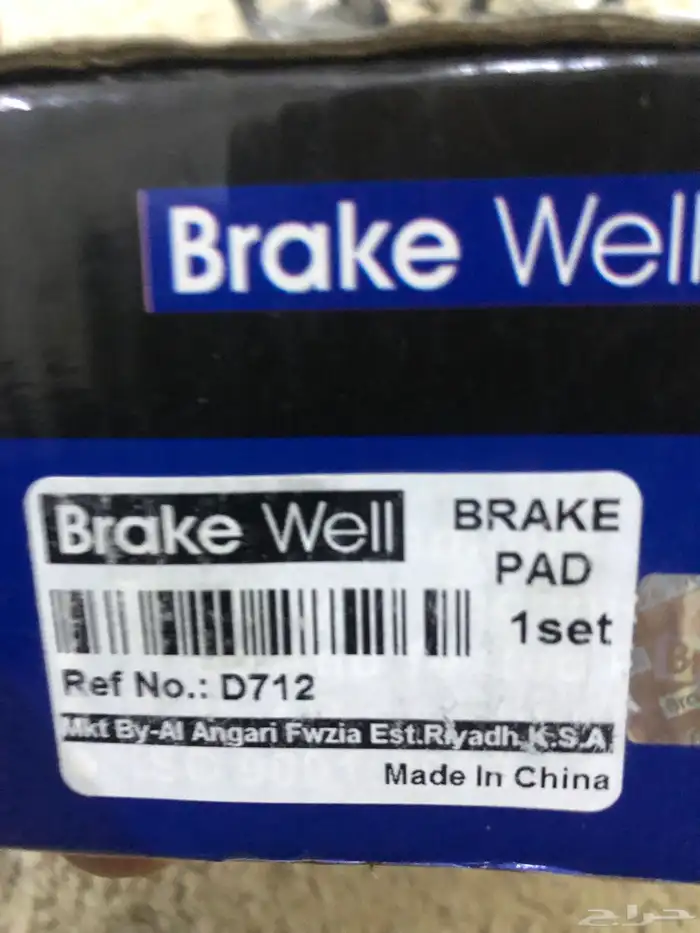 Brake Well
Brake Well
BRAKE
PAD
1set
Ref No.: D712
Mkt By-Al Angari Fwzia Est.Riyadh.K.S.A
Made In China
حراج